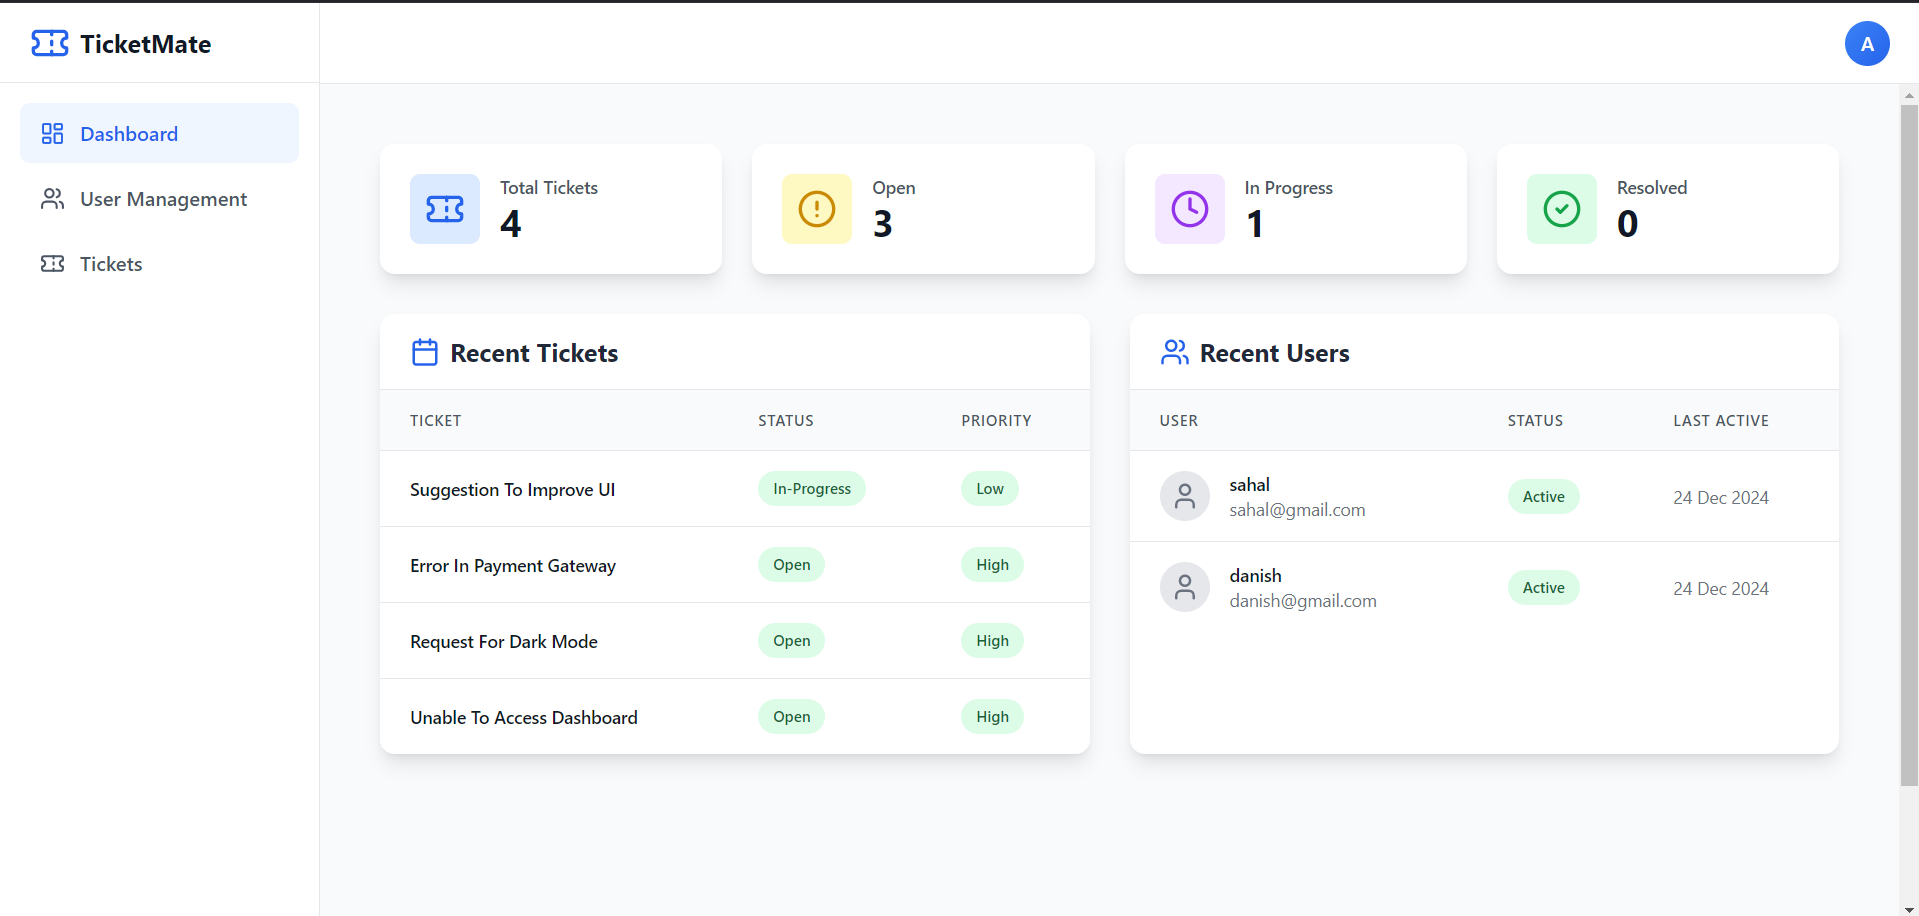 TicketMate
A
Dashboard
User Management
Tickets
Total Tickets
4
Open
3
In Progress
1
Resolved
0
Recent Tickets
TICKET STATUS PRIORITY
Suggestion To Improve UI In-Progress Low
Error In Payment Gateway Open High
Request For Dark Mode Open High
Unable To Access Dashboard Open High
Recent Users
USER STATUS LAST ACTIVE
sahal
sahal@gmail.com
Active
24 Dec 2024
danish
danish@gmail.com
Active
24 Dec 2024